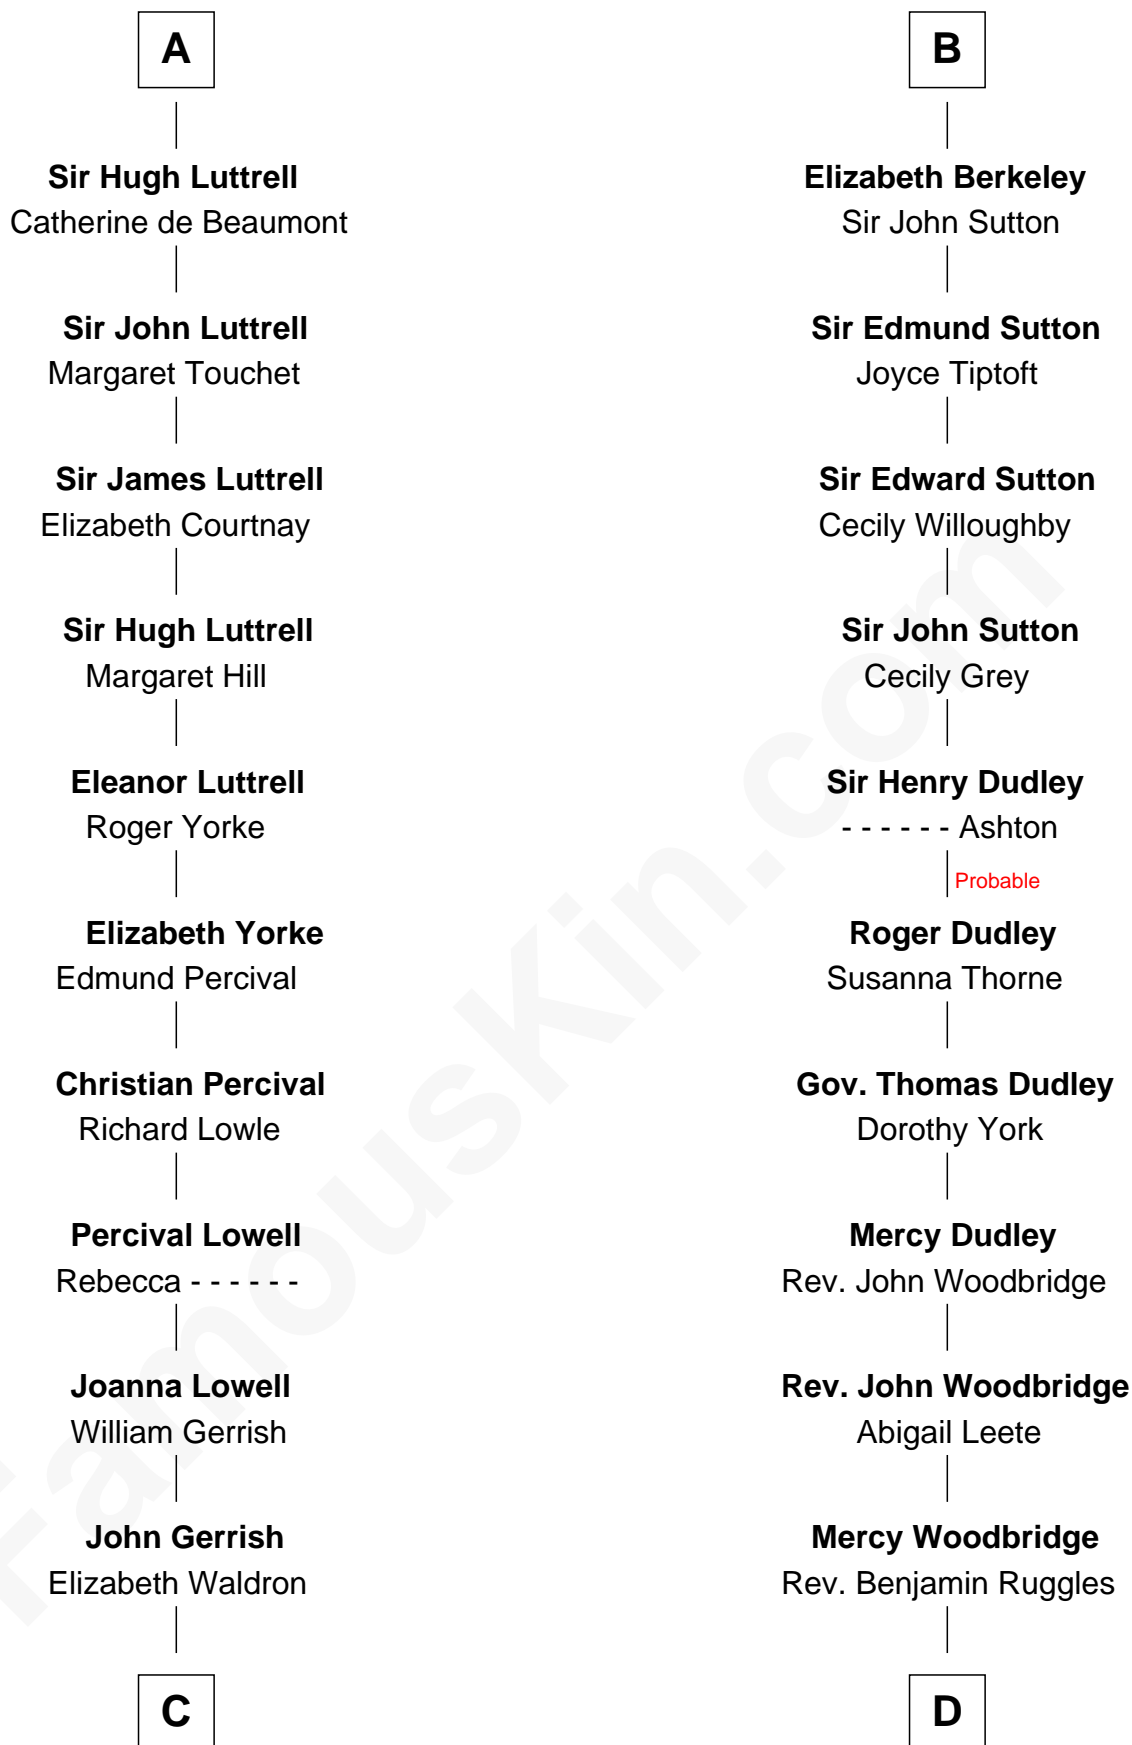 A
Sir Hugh Luttrell
Catherine de Beaumont
Sir John Luttrell
Margaret Touchet
Sir James Luttrell
Elizabeth Courtnay
Sir Hugh Luttrell
Margaret Hill
Eleanor Luttrell
Roger Yorke
Elizabeth Yorke
Edmund Percival
Christian Percival
Richard Lowle
Percival Lowell
Rebecca - - - - - -
Joanna Lowell
William Gerrish
John Gerrish
Elizabeth Waldron
C
B
Elizabeth Berkeley
Sir John Sutton
Sir Edmund Sutton
Joyce Tiptoft
Sir Edward Sutton
Cecily Willoughby
Sir John Sutton
Cecily Grey
Sir Henry Dudley
- - - - - - Ashton
Probable
Roger Dudley
Susanna Thorne
Gov. Thomas Dudley
Dorothy York
Mercy Dudley
Rev. John Woodbridge
Rev. John Woodbridge
Abigail Leete
Mercy Woodbridge
Rev. Benjamin Ruggles
D
FamousKin.com